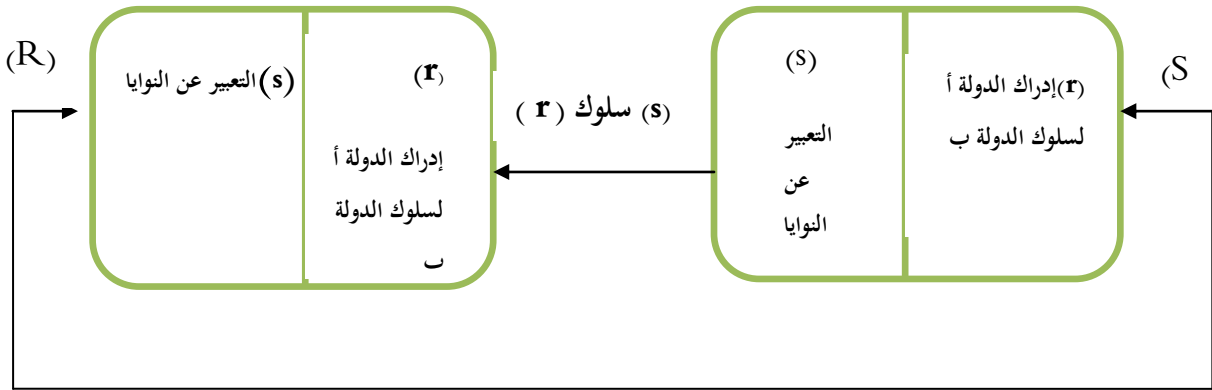 (S
(r)إدراك الدولة أ
لسلوك الدولة ب
(s)
التعبير
عن
النوايا
(s) سلوك ( r )
(r)
إدراك الدولة أ
لسلوك الدولة
ب
(s)التعبير عن النوايا
(R)